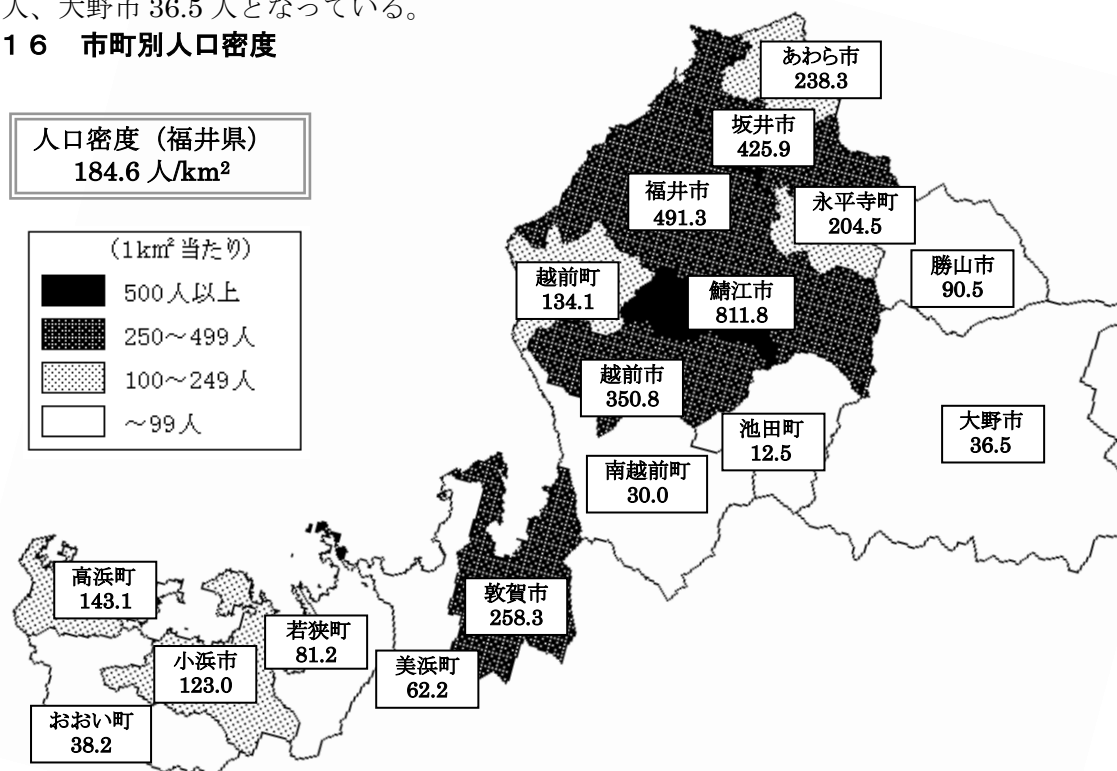 人、大野市 36.5 人となっている。
１６　市町別人口密度
人口密度（福井県）
184.6 人/km²
（1km²当たり）
500人以上
250～499人
100～249人
～99人
あわら市
238.3
坂井市
425.9
福井市
491.3
永平寺町
204.5
勝山市
90.5
越前町
134.1
鯖江市
811.8
越前市
350.8
池田町
12.5
大野市
36.5
南越前町
30.0
高浜町
143.1
敦賀市
258.3
若狭町
81.2
小浜市
123.0
美浜町
62.2
おおい町
38.2